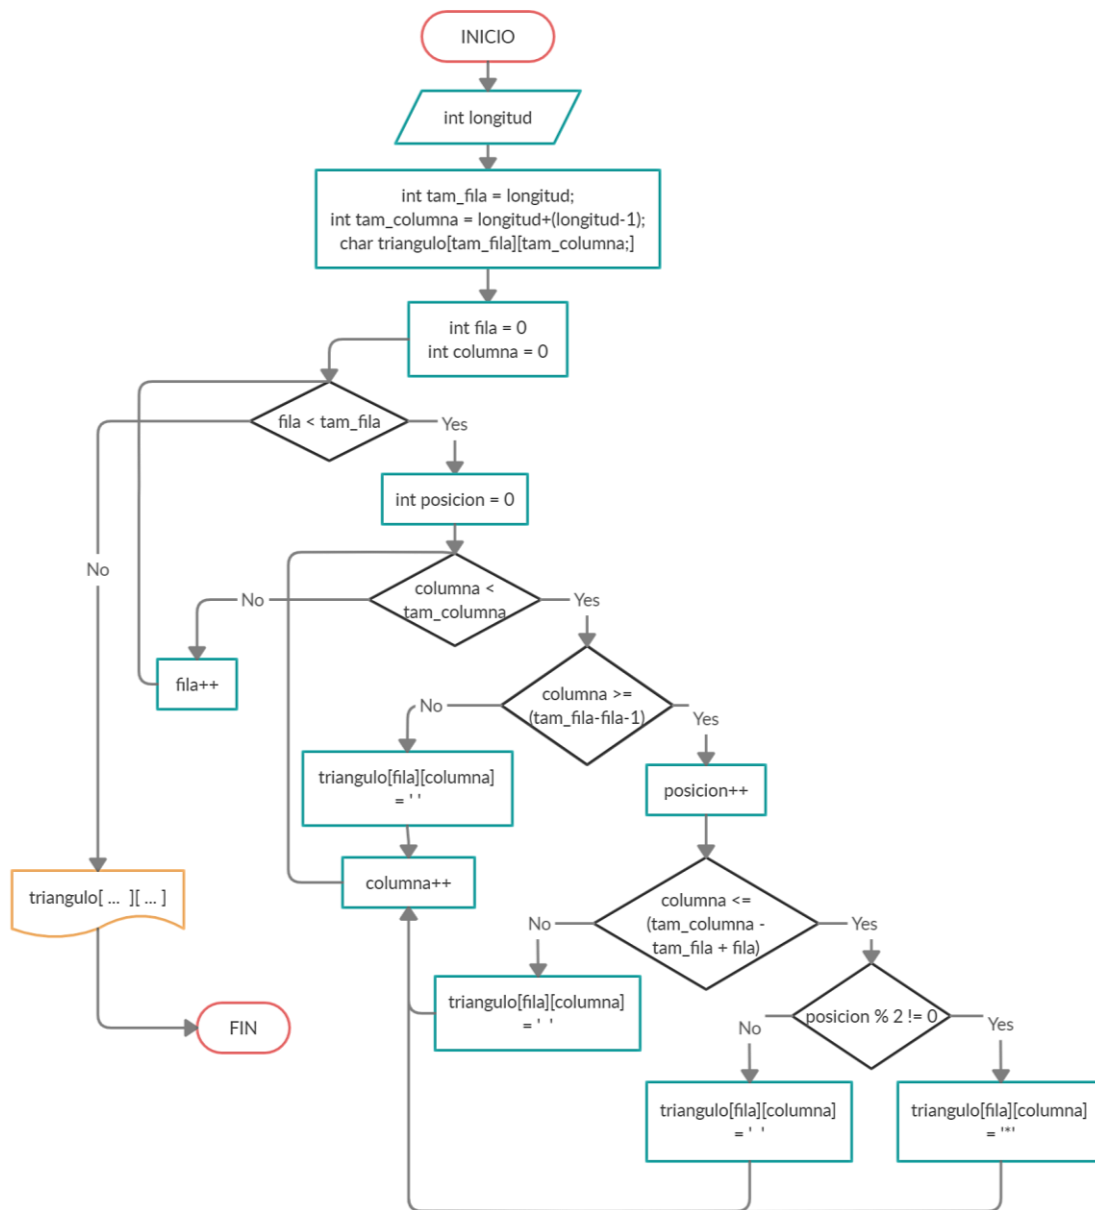 INICIO
int longitud
int tam_fila = longitud;
int tam_columna = longitud+(longitud-1);
char triangulo[tam_fila][tam_columna;]
int fila = 0
int columna = 0
fila < tam_fila
Yes
int posicion = 0
No
columna <
tam_columna
No
Yes
fila++
columna >=
(tam_fila-fila-1)
No
Yes
triangulo[fila][columna]
= ' '
posicion++
columna++
triangulo[ ... ][ ... ]
columna <=
(tam_columna -
tam_fila + fila)
No
Yes
triangulo[fila][columna]
= '  '
posicion % 2 != 0
FIN
No
Yes
triangulo[fila][columna]
= '  '
triangulo[fila][columna]
= '*'